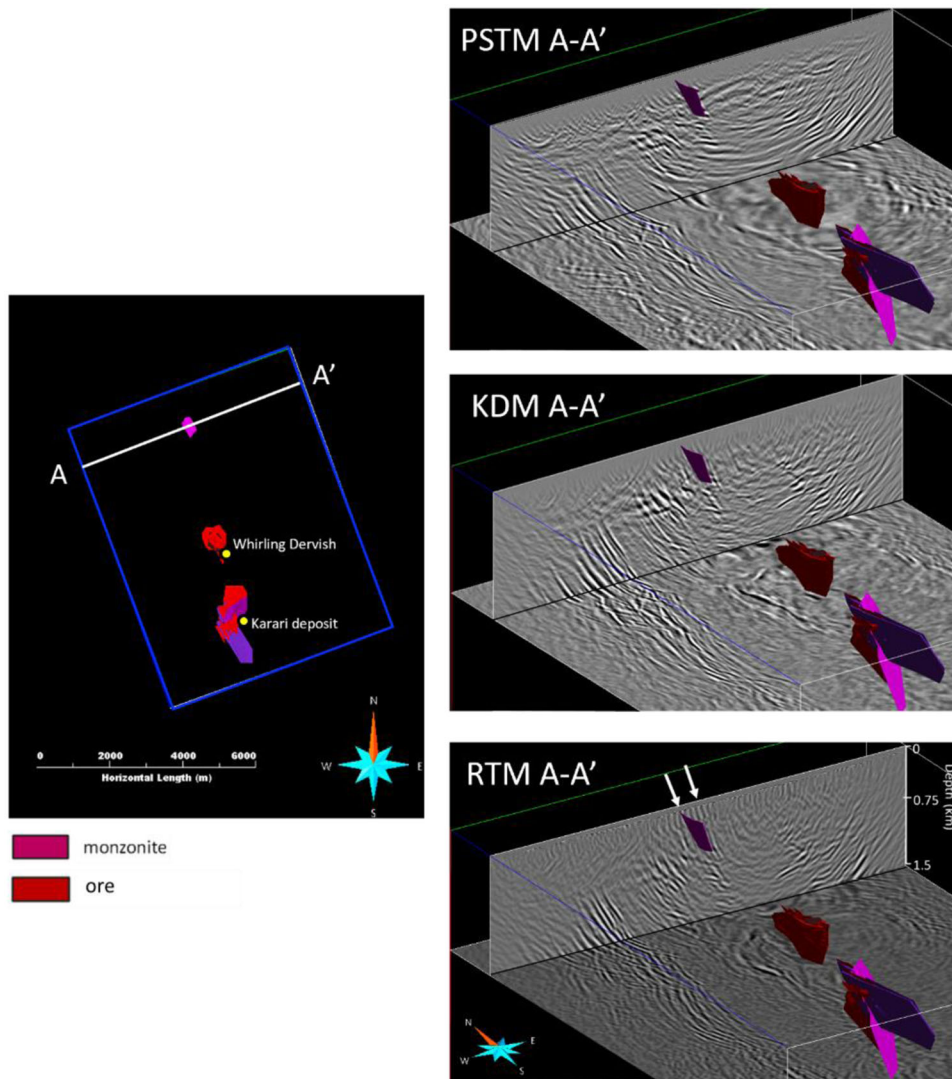 PSTM A-A’
KDM A-A’
RTM A-A’
0
0.75
1.5
Depth (km)
N
W
E
S
A
A’
Whirling Dervish
Karari deposit
0 2000 4000 6000
Horizontal Length (m)
N
W
E
S
monzonite
ore